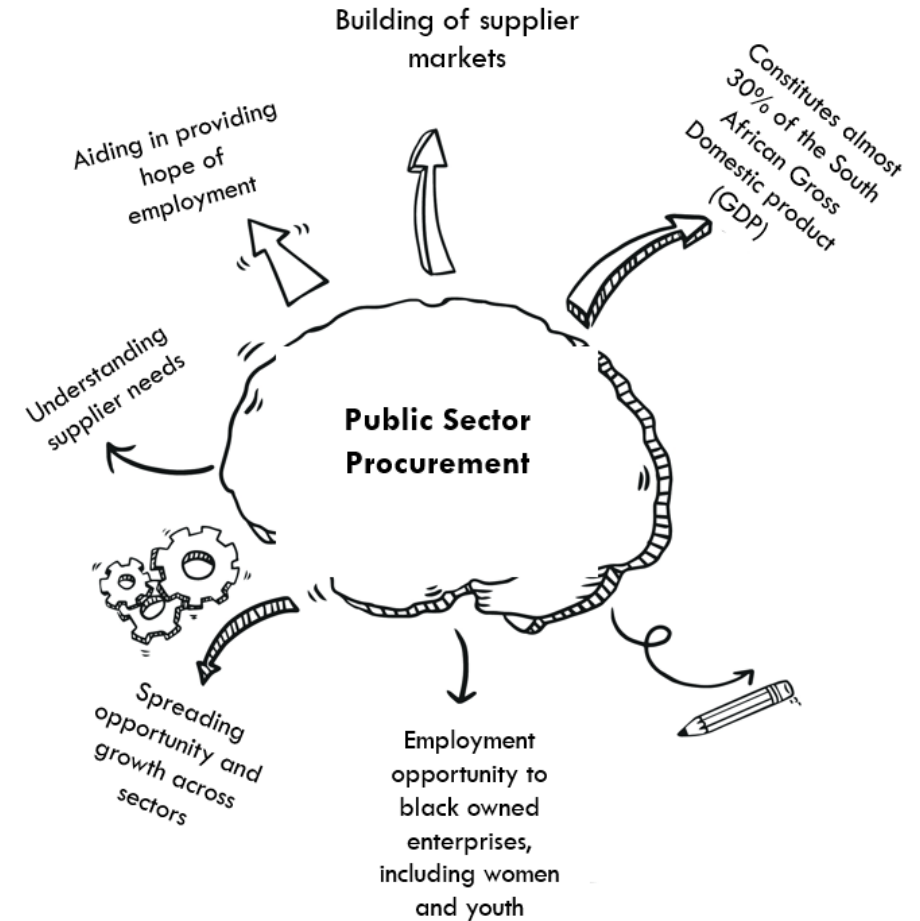 Building of supplier
markets
Constitutes almost
30% of the South
African Gross
Domestic product
(GDP)
Aiding in providing
hope of
employment
Understanding
supplier needs
Public Sector
Procurement
Spreading
opportunity and
growth across
sectors
Employment
opportunity to
black owned
enterprises,
including women
and youth